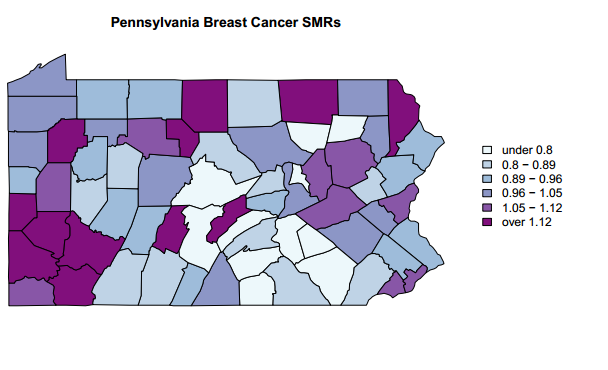 Pennsylvania Breast Cancer SMRs
under 0.8
0.8 − 0.89
0.89 − 0.96
0.96 − 1.05
1.05 − 1.12
over 1.12